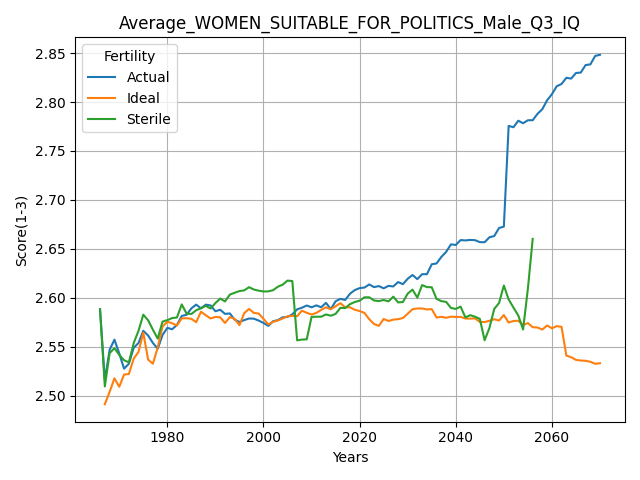 Average_WOMEN_SUITABLE_FOR_POLITICS_Male_Q3_IQ
Fertility
Actual
Ideal
Sterile
Score(1-3)
2.85
2.80
2.75
2.70
2.65
2.60
2.55
2.50
1980
2000
2020
2040
2060
Years